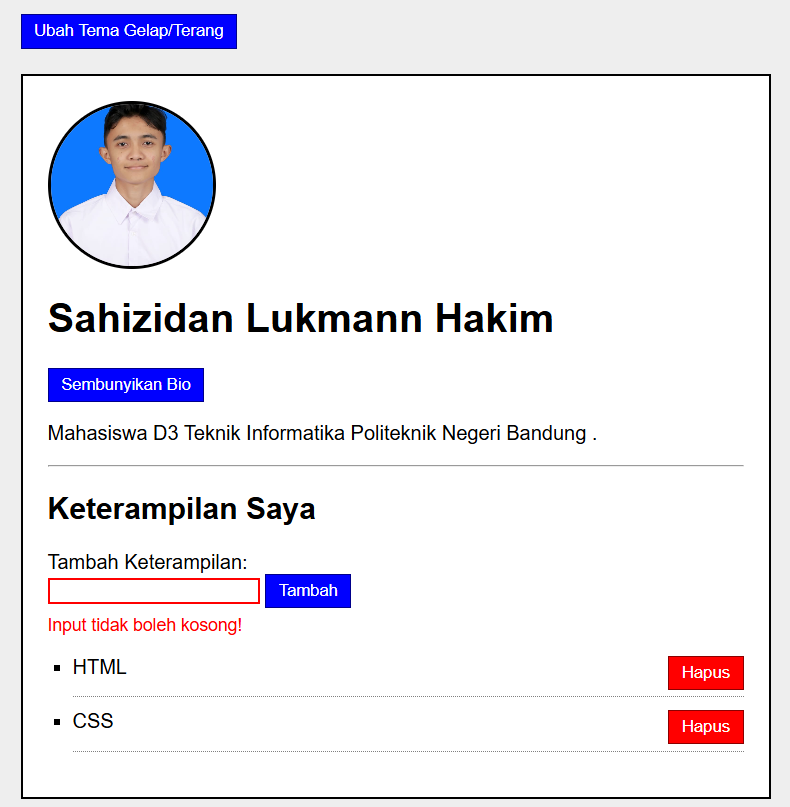 Ubah Tema Gelap/Terang
Sahizidan Lukmann Hakim
Sembunyikan Bio
Mahasiswa D3 Teknik Informatika Politeknik Negeri Bandung .
Keterampilan Saya
Tambah Keterampilan:
Tambah
Input tidak boleh kosong!
HTML Hapus
CSS Hapus